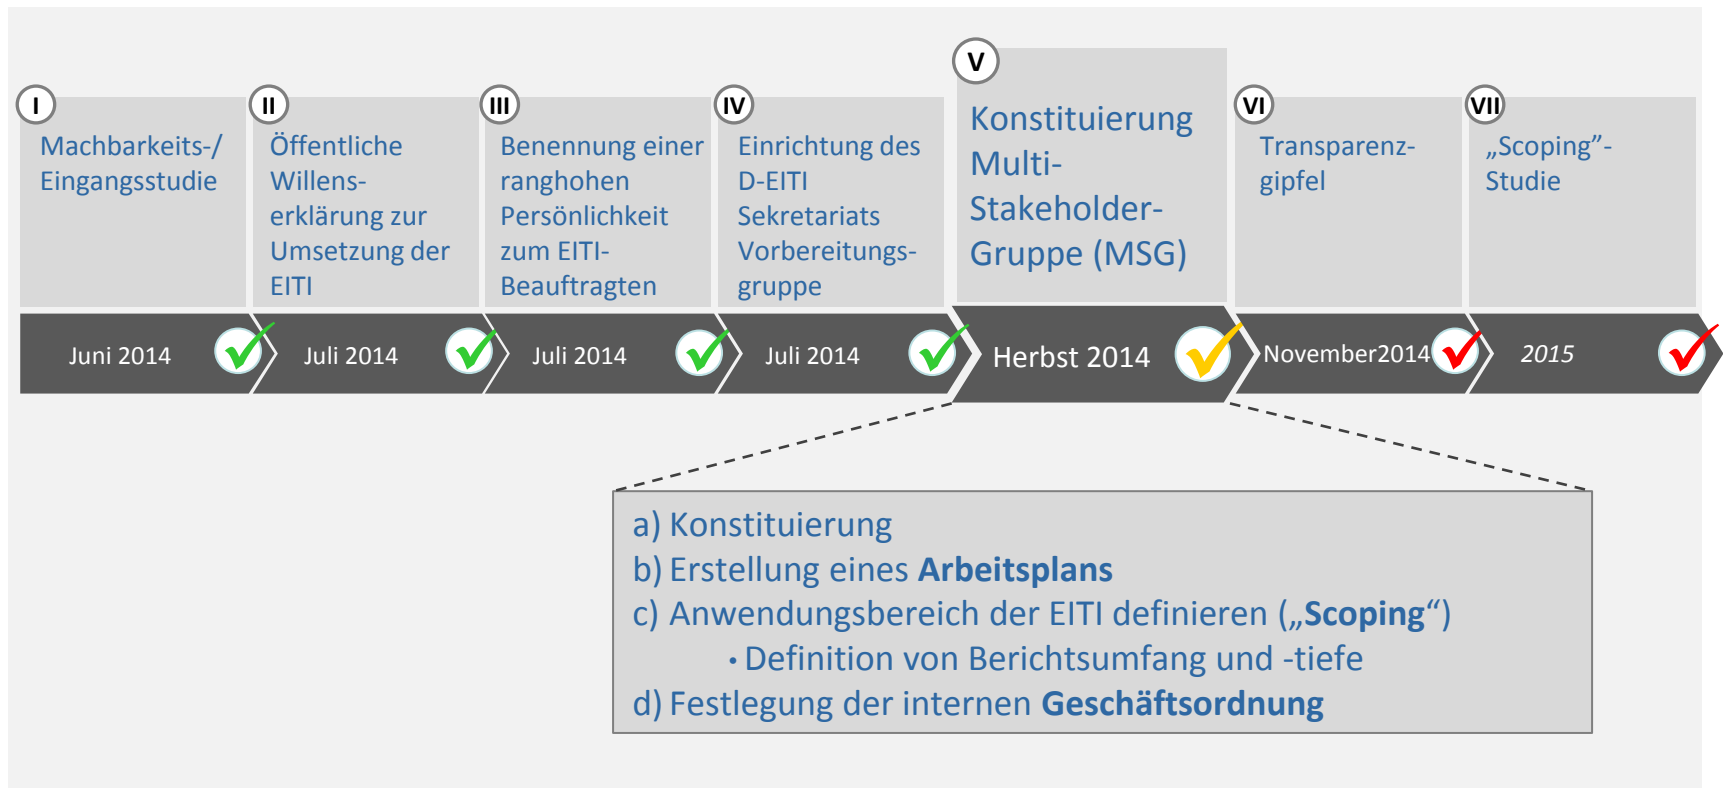 I
Machbarkeits-/
Eingangsstudie
Juni 2014
II
Öffentliche
Willens-
erklärung zur
Umsetzung der
EITI
Juli 2014
III
Benennung einer
ranghohen
Persönlichkeit
zum EITI-
Beauftragten
Juli 2014
IV
Einrichtung des
D-EITI
Sekretariats
Vorbereitungs-
gruppe
Juli 2014
V
Konstituierung
Multi-
Stakeholder-
Gruppe (MSG)
Herbst 2014
VI
Transparenz-
gipfel
November2014
VII
„Scoping”-
Studie
2015
a) Konstituierung
b) Erstellung eines Arbeitsplans
c) Anwendungsbereich der EITI definieren („Scoping“)
• Definition von Berichtsumfang und -tiefe
d) Festlegung der internen Geschäftsordnung